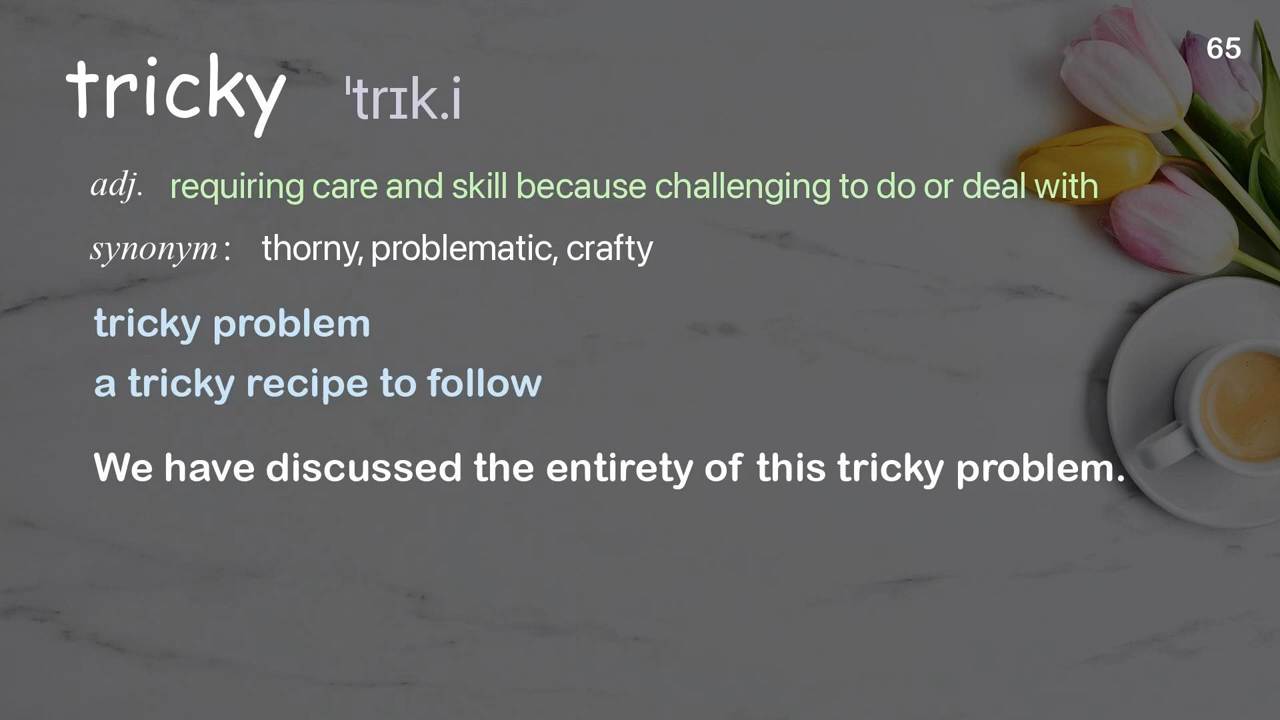 65
tricky ˈtrɪk.i
adj. requiring care and skill because challenging to do or deal with
synonym : thorny, problematic, crafty
tricky problem
a tricky recipe to follow
We have discussed the entirety of this tricky problem.